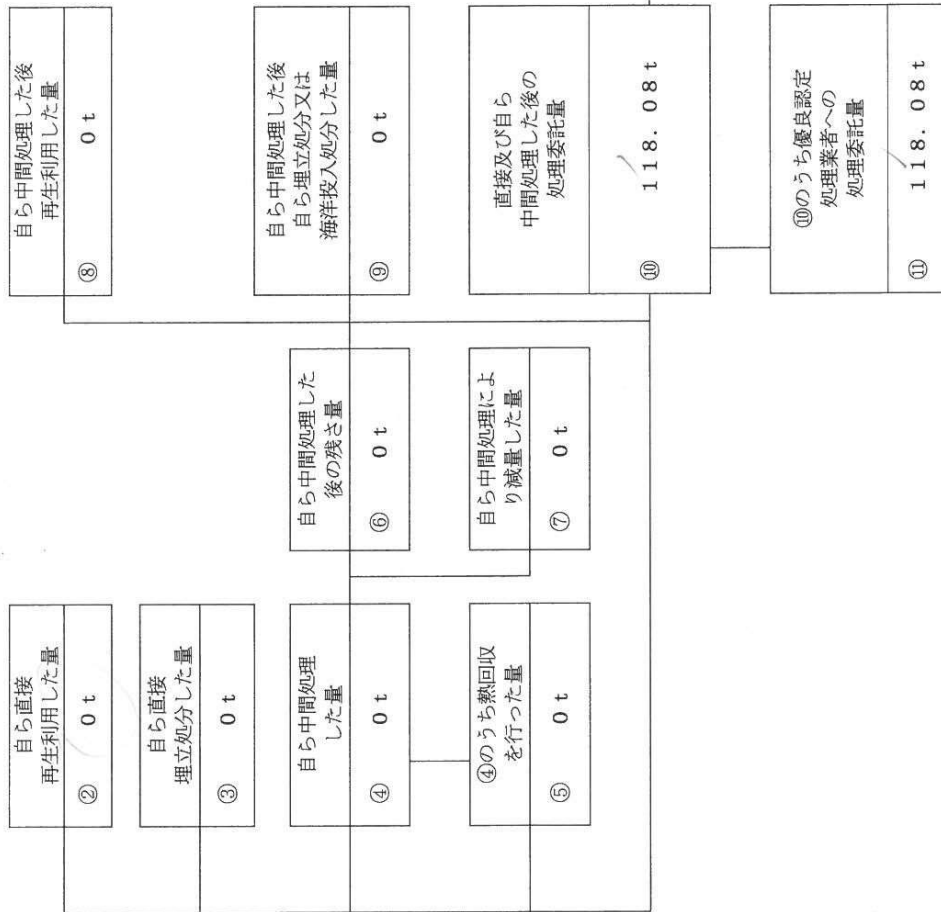 自ら直接
再生利用した量
② 0 t
自ら直接
埋立処分した量
③ 0 t
自ら中間処理
した量
④ 0 t
④のうち熱回収
を行った量
⑤ 0 t
自ら中間処理した
後の残さ量
⑥ 0 t
自ら中間処理によ
り減量した量
⑦ 0 t
自ら中間処理した後
再生利用した量
⑧ 0 t
自ら中間処理した後
自ら埋立処分又は
海洋投入処分した量
⑨ 0 t
直接及び自ら
中間処理した後の
処理委託量
⑩ 118.08t
⑩のうち優良認定
処理業者への
処理委託量
⑪ 118.08t